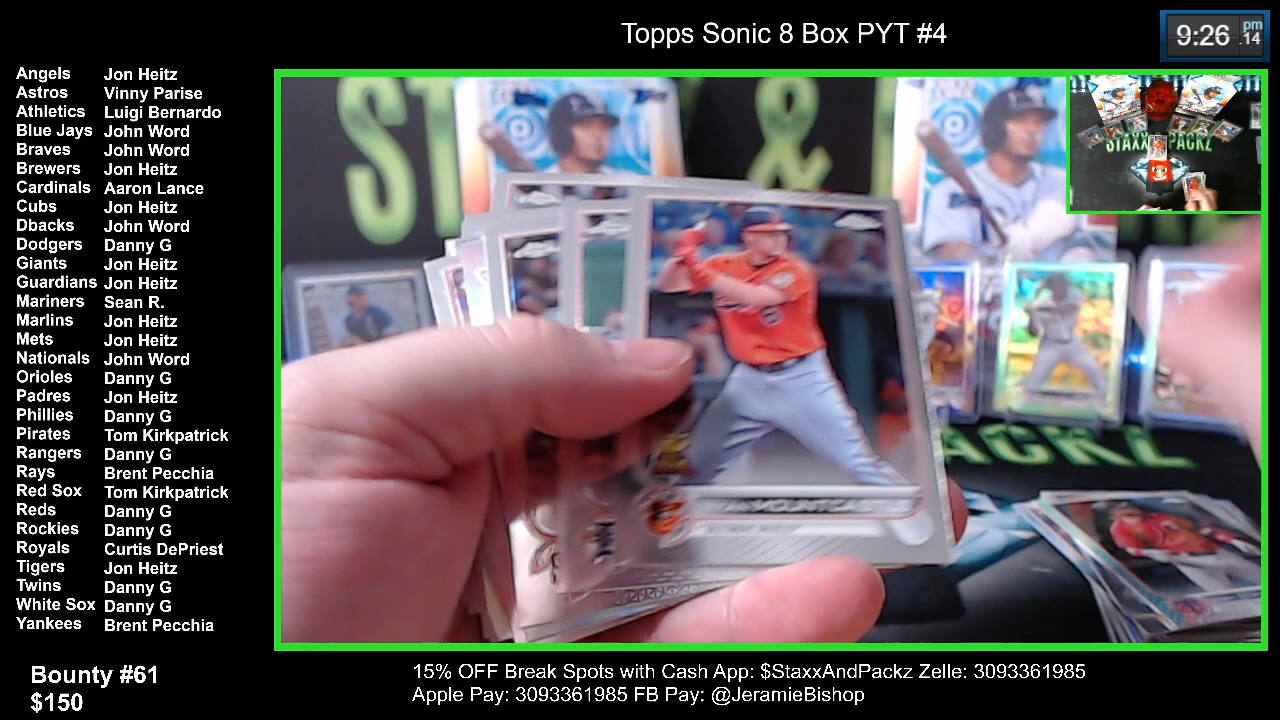 Topps Sonic 8 Box PYT #4
9:26 pm .14
Angels Jon Heitz
Astros Vinny Parise
Athletics Luigi Bernardo
Blue Jays John Word
Braves John Word
Brewers Jon Heitz
Cardinals Aaron Lance
Cubs Jon Heitz
Dbacks John Word
Dodgers Danny G
Giants Jon Heitz
Guardians Jon Heitz
Mariners Sean R.
Marlins Jon Heitz
Mets Jon Heitz
Nationals John Word
Orioles Danny G
Padres Jon Heitz
Phillies Danny G
Pirates Tom Kirkpatrick
Rangers Danny G
Rays Brent Pecchia
Red Sox Tom Kirkpatrick
Reds Danny G
Rockies Danny G
Royals Curtis DePriest
Tigers Jon Heitz
Twins Danny G
White Sox Danny G
Yankees Brent Pecchia
Bounty #61
$150
ST &
ACKZ
STAXX PACKZ
15% OFF Break Spots with Cash App: $StaxxAndPackz Zelle: 3093361985
Apple Pay: 3093361985 FB Pay: @JeramieBishop